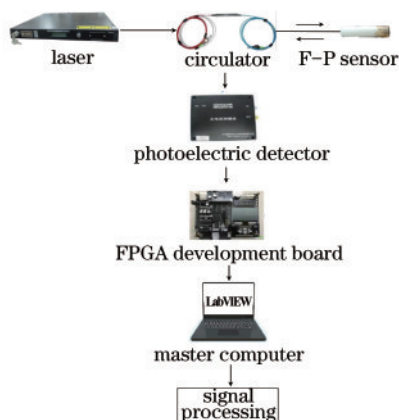 laser
circulator
F-P sensor
photoelectric detector
FPGA development board
LabVIEW
master computer
signal
processing